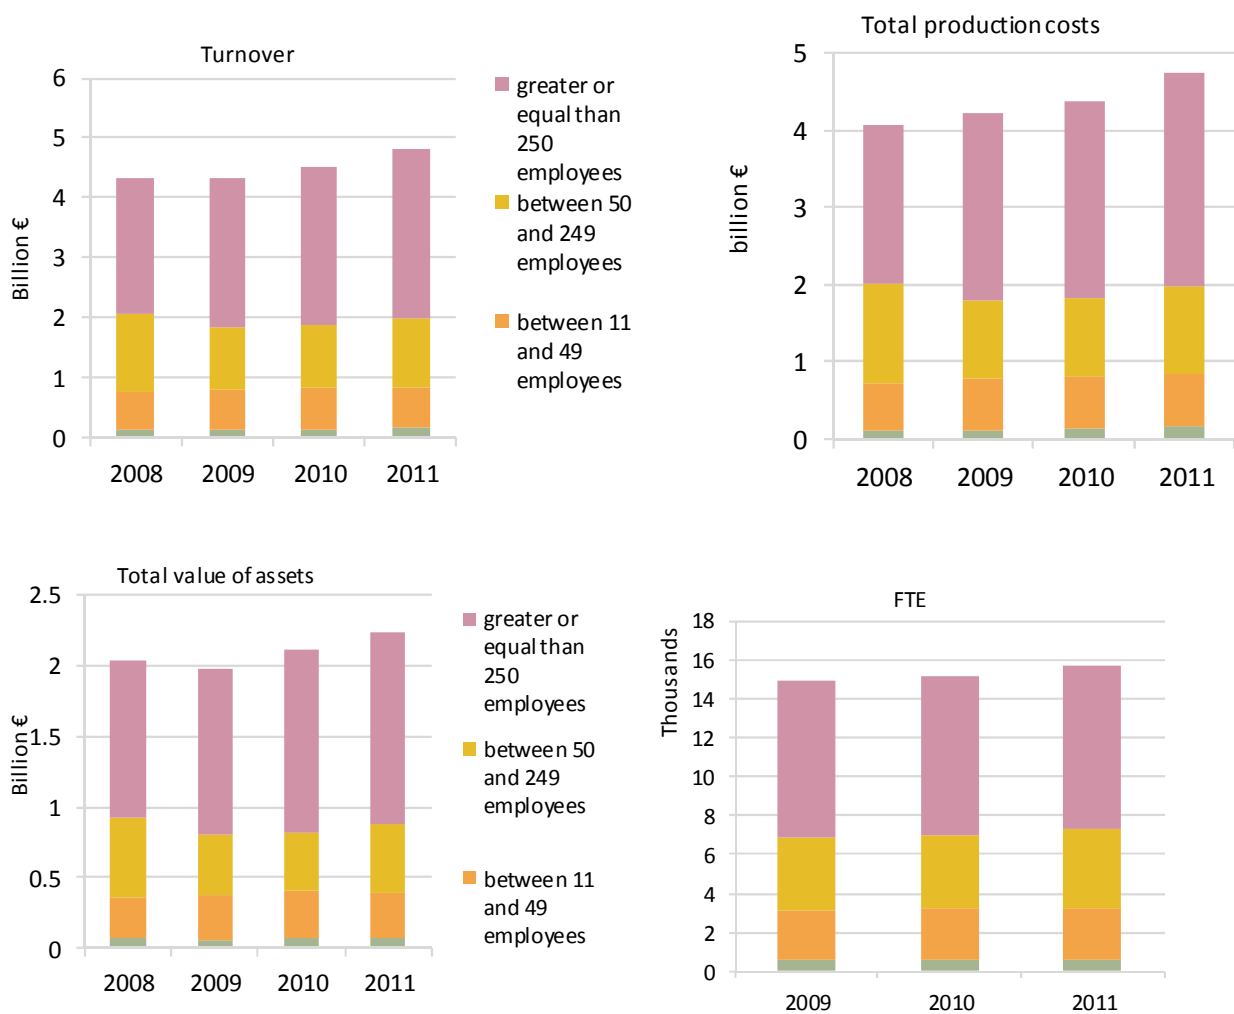 Turnover
Billion €
6
5
4
3
2
1
0
2008 2009 2010 2011
greater or
equal than
250
employees
between 50
and 249
employees
between 11
and 49
employees
Total production costs
billion €
5
4
3
2
1
0
2008 2009 2010 2011
Total value of assets
Billion €
2.5
2
1.5
1
0.5
0
2008 2009 2010 2011
greater or
equal than
250
employees
between 50
and 249
employees
between 11
and 49
employees
FTE
Thousands
18
16
14
12
10
8
6
4
2
0
2009 2010 2011